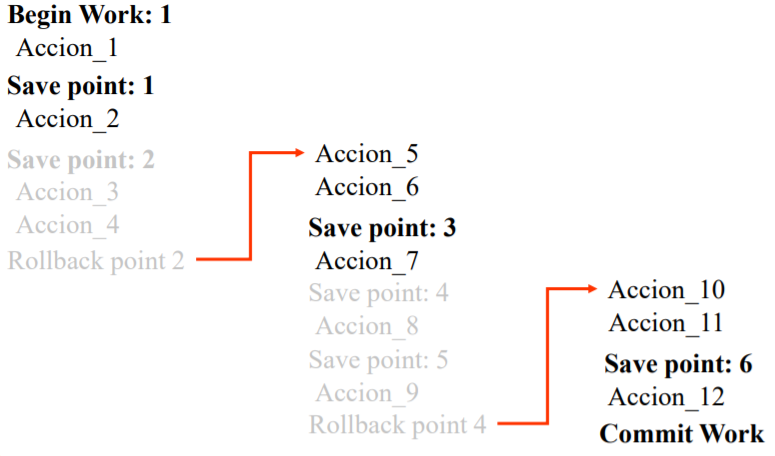 Begin Work: 1
Accion_1
Save point: 1
Accion_2
Save point: 2
Accion_3
Accion_4
Rollback point 2
Accion_5
Accion_6
Save point: 3
Accion_7
Save point: 4
Accion_8
Save point: 5
Accion_9
Rollback point 4
Accion_10
Accion_11
Save point: 6
Accion_12
Commit Work